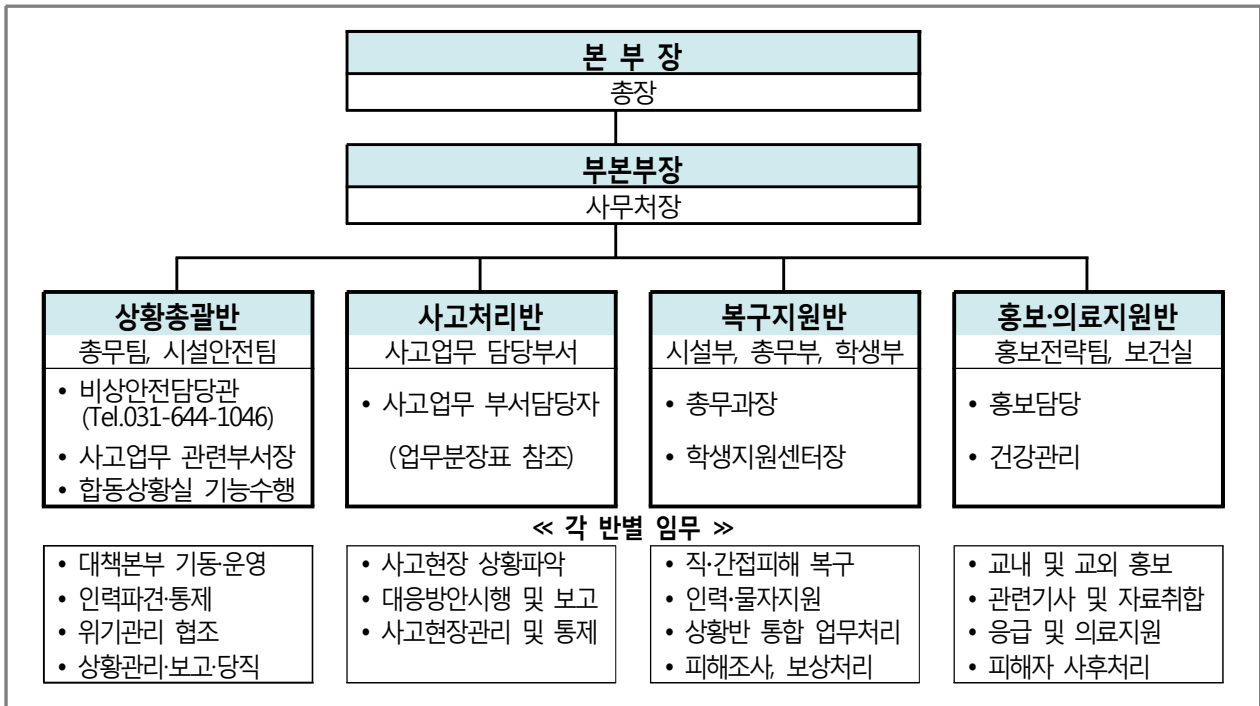 본 부 장
총장
부본부장
사무처장
상황총괄반
총무팀, 시설안전팀
• 비상안전담당관
(Tel.031-644-1046)
• 사고업무 관련부서장
• 합동상황실 기능수행
사고처리반
사고업무 담당부서
• 사고업무 부서담당자
(업무분장표 참조)
복구지원반
시설부, 총무부, 학생부
• 총무과장
• 학생지원센터장
홍보·의료지원반
홍보전략팀, 보건실
• 홍보담당
• 건강관리
≪ 각 반별 임무 ≫
• 대책본부 기동·운영
• 인력파견·통제
• 위기관리 협조
• 상황관리·보고·당직
• 사고현장 상황파악
• 대응방안시행 및 보고
• 사고현장관리 및 통제
• 직·간접피해 복구
• 인력·물자지원
• 상황반 통합 업무처리
• 피해조사, 보상처리
• 교내 및 교외 홍보
• 관련기사 및 자료취합
• 응급 및 의료지원
• 피해자 사후처리